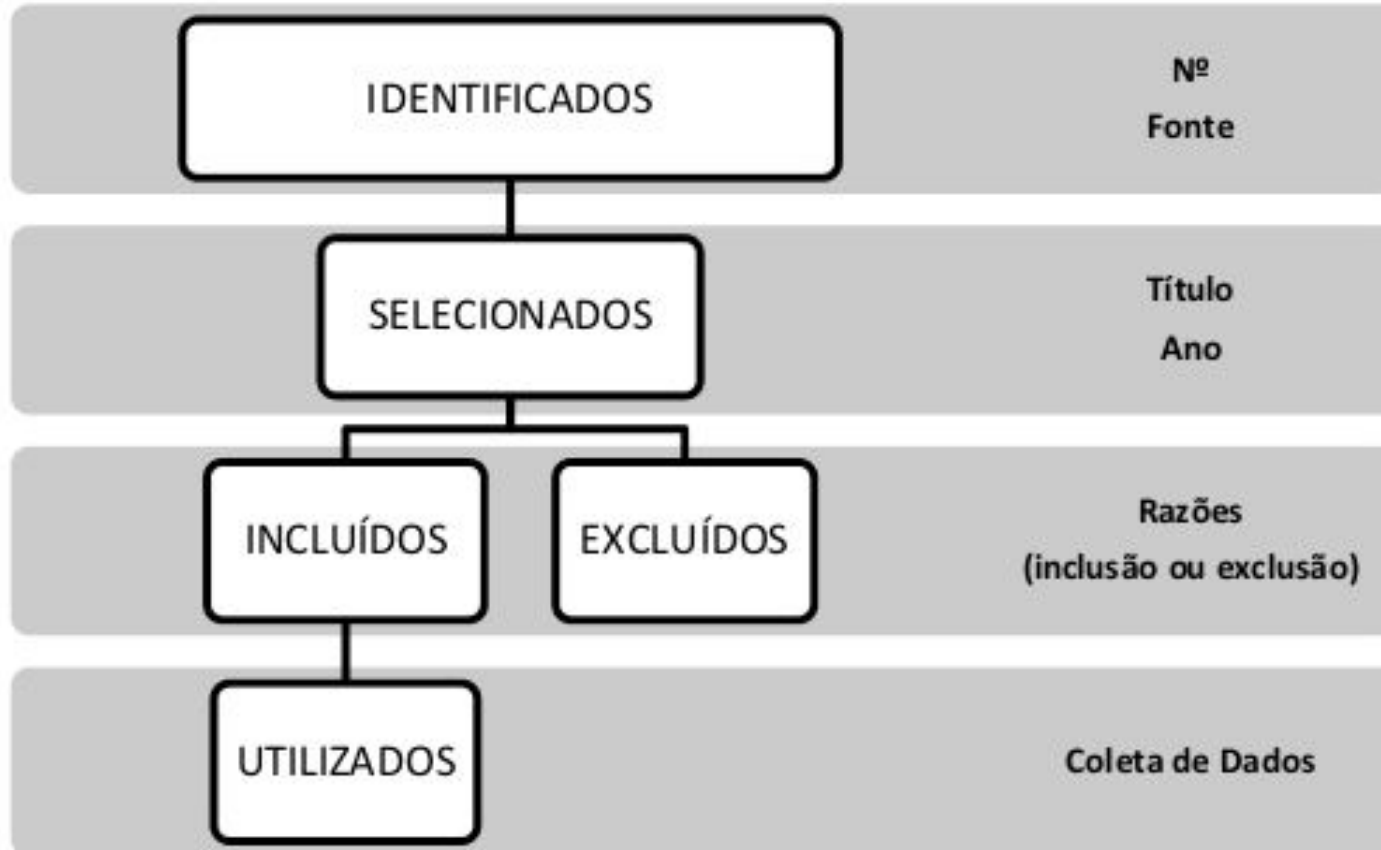 IDENTIFICADOS
Nº
Fonte
SELECIONADOS
Título
Ano
INCLUÍDOS
EXCLUÍDOS
Razões
(inclusão ou exclusão)
UTILIZADOS
Coleta de Dados